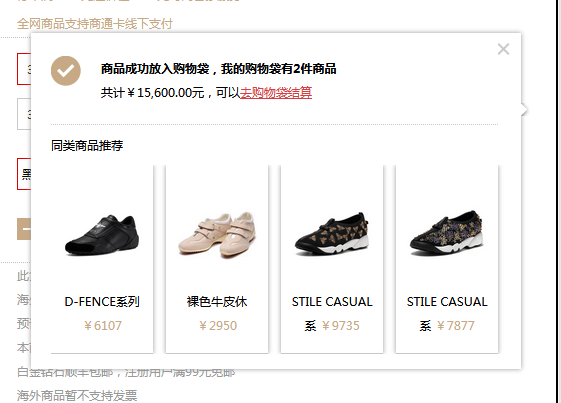 全网商品支持商通卡线下支付
商品成功放入购物袋，我的购物袋有2件商品
共计￥15,600.00元，可以去购物袋结算
同类商品推荐
D-FENCE系列
￥6107
裸色牛皮休
￥2950
STILE CASUAL
系 ￥9735
STILE CASUAL
系 ￥7877
黑
此
海
预
本
白金钻石顺丰包邮，注册用户满99元免邮
海外商品暂不支持发票